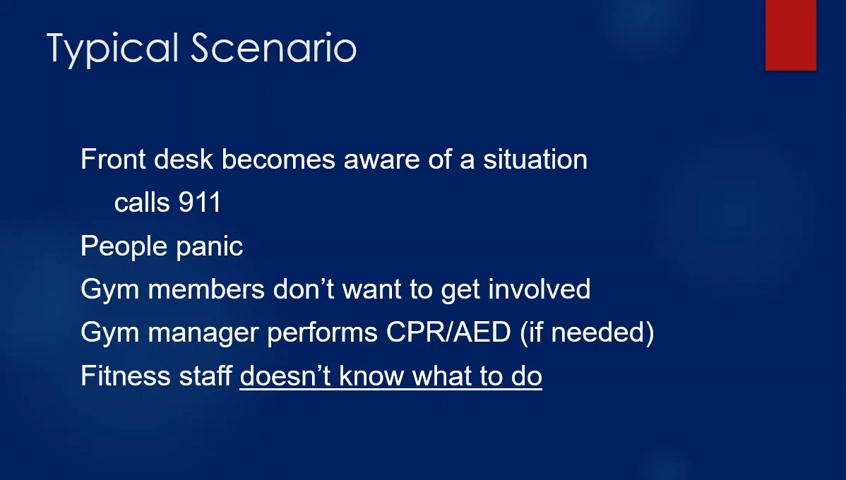 Typical Scenario
Front desk becomes aware of a situation
calls 911
People panic
Gym members don’t want to get involved
Gym manager performs CPR/AED (if needed)
Fitness staff doesn’t know what to do